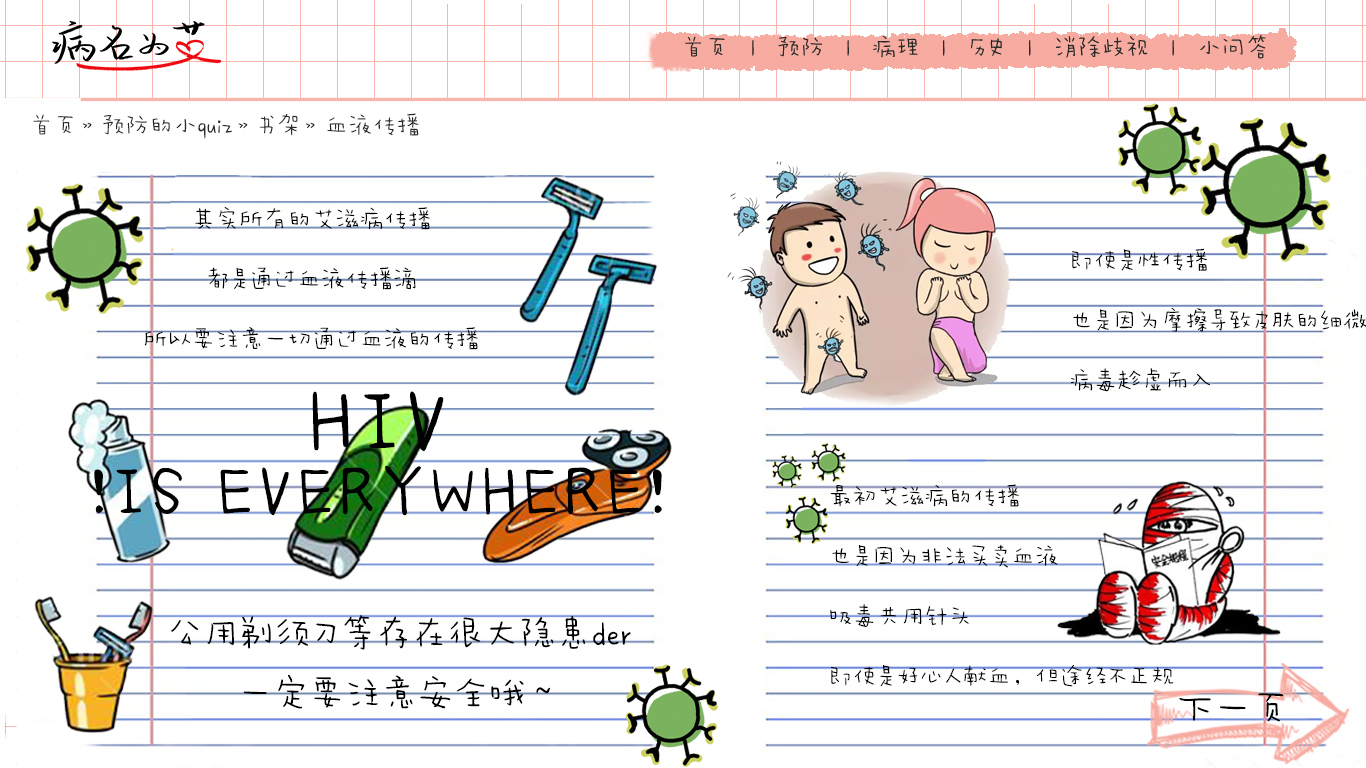 病名为艾
首页 | 预防 | 病理 | 历史 | 消除歧视 | 小问答
首页 » 预防的小quiz » 书架 » 血液传播
其实所有的艾滋病传播
都是通过血液传播滴
所以要注意一切通过血液的传播
HIV
!IS EVERYWHERE!
公用剃须刀等存在很大隐患der
一定要注意安全哦~
即使是性传播
也是因为摩擦导致皮肤的细微
病毒趁虚而入
最初艾滋病的传播
也是因为非法买卖血液
吸毒共用针头
即使是好心人献血，但途经不正规
下一页